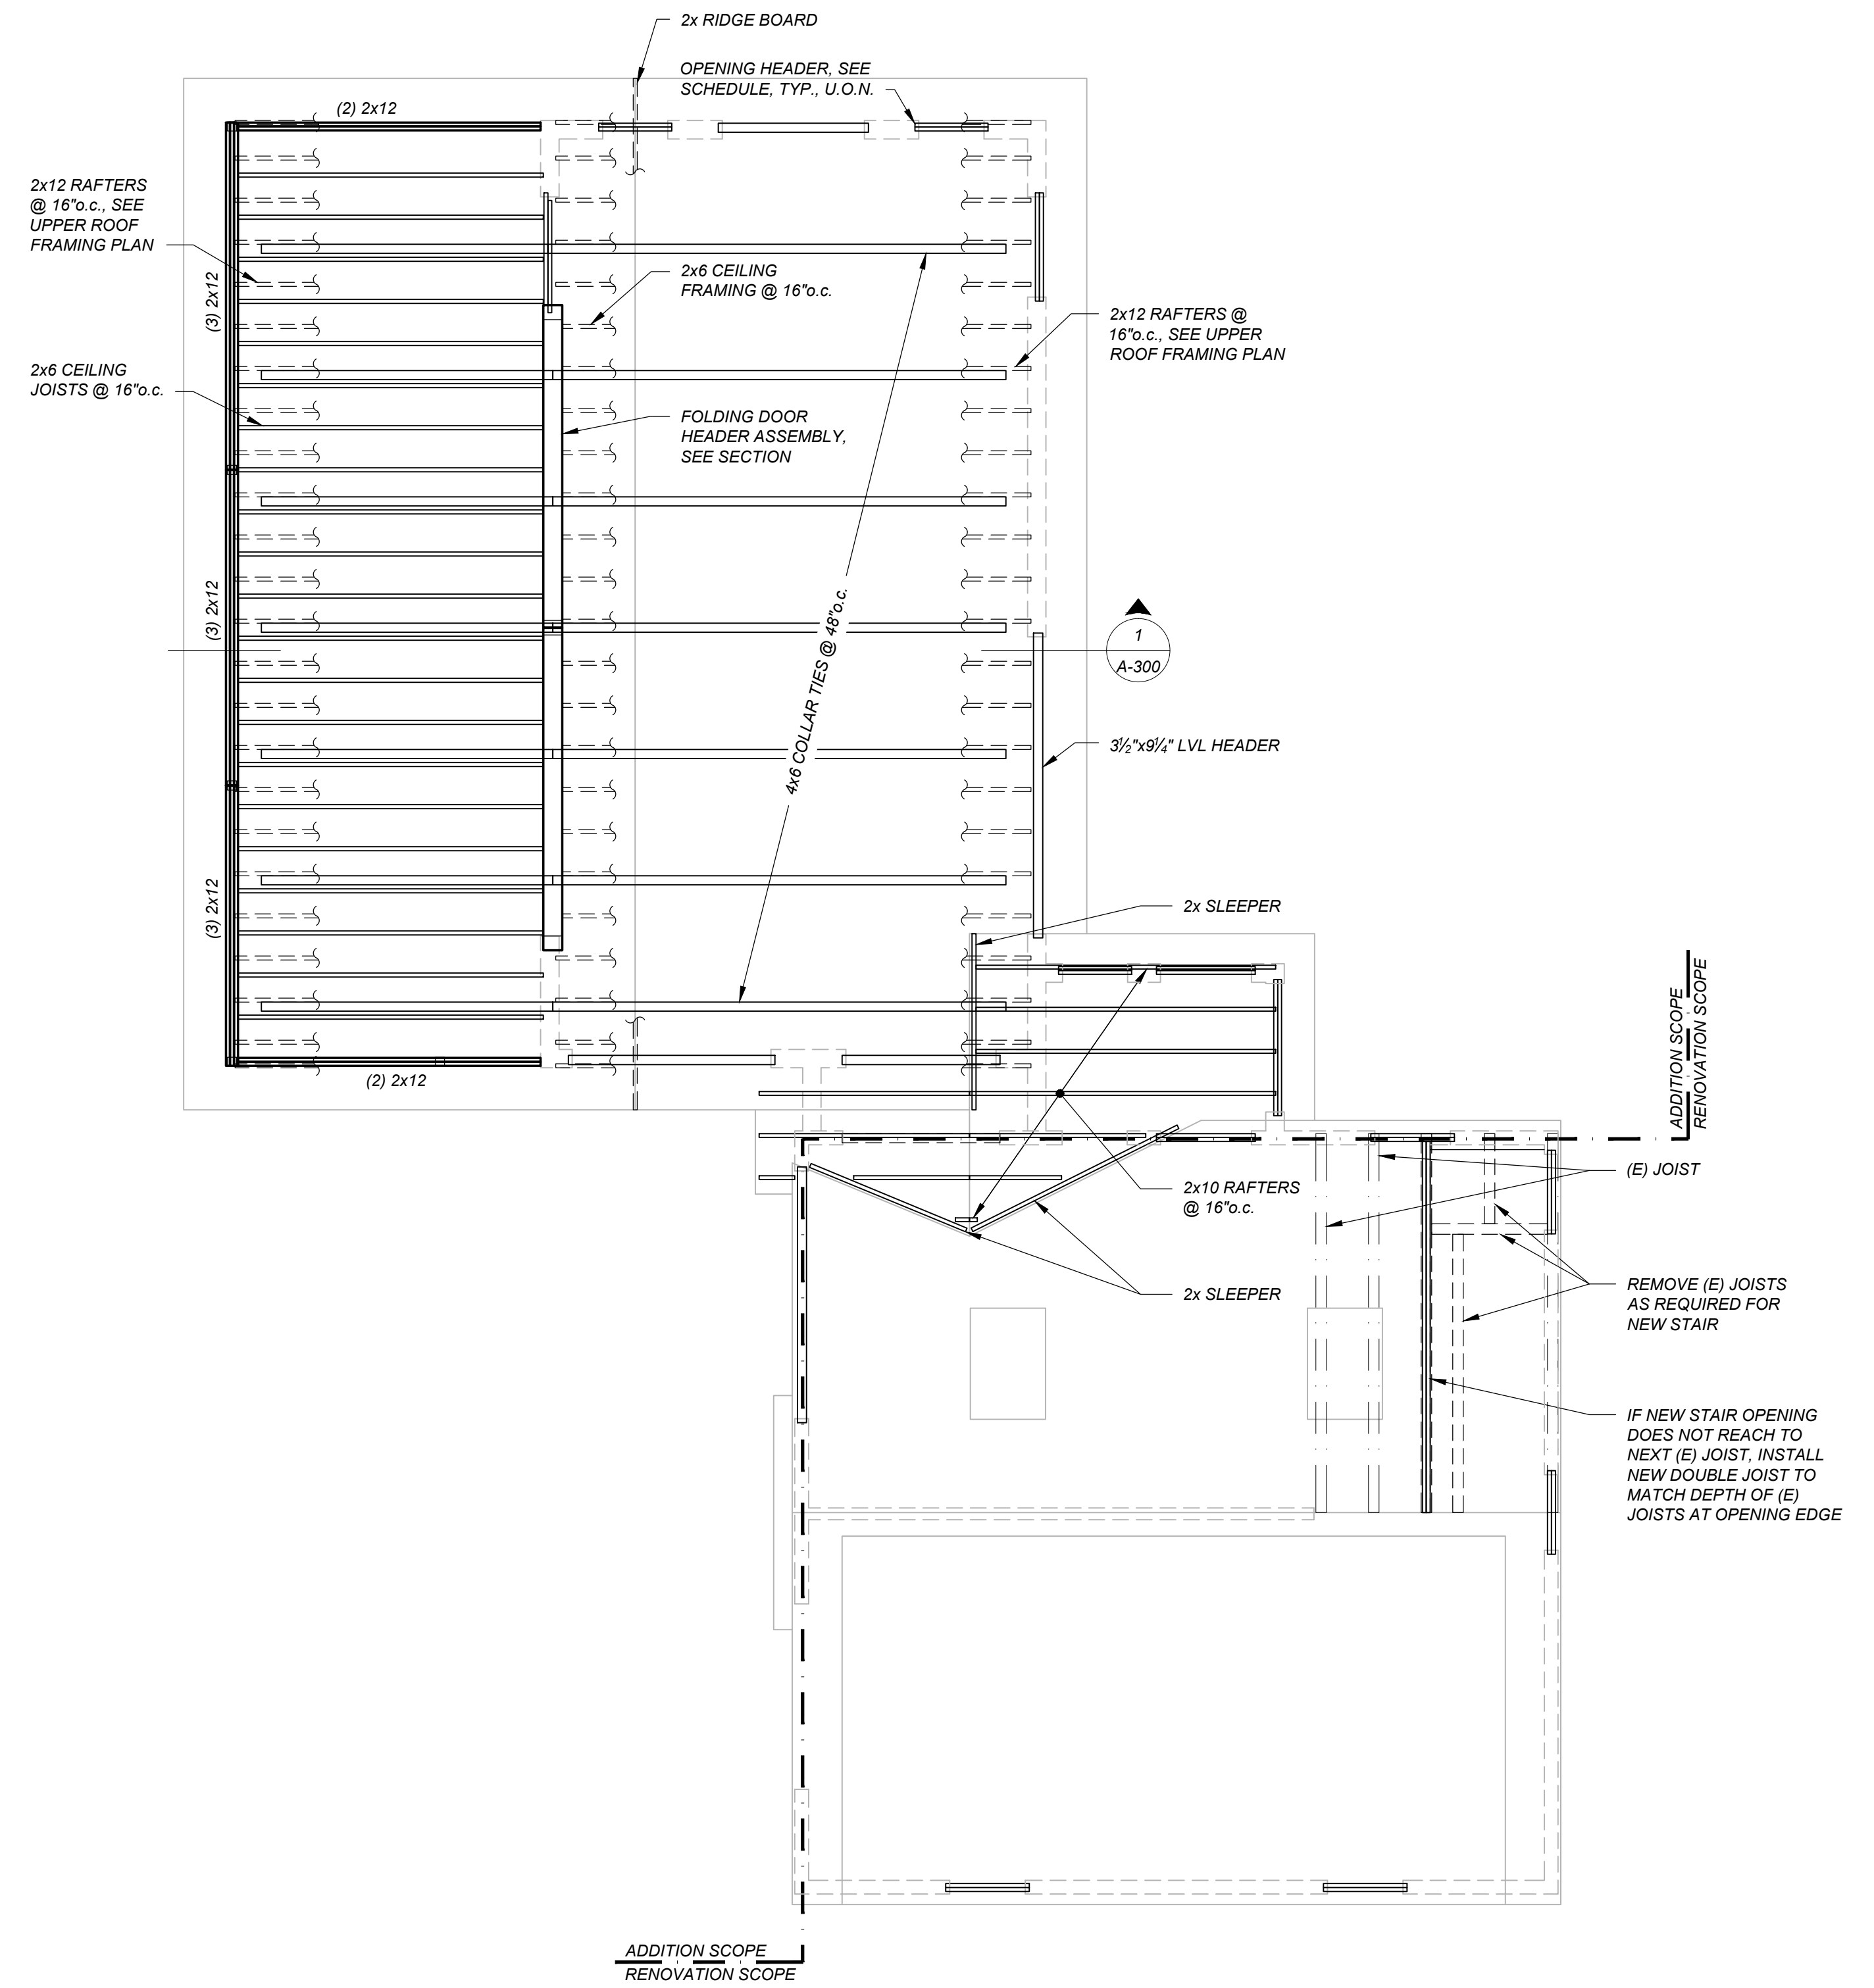 2x RIDGE BOARD
OPENING HEADER, SEE
SCHEDULE, TYP., U.O.N.
(2) 2x12
2x12 RAFTERS
@ 16"o.c., SEE
UPPER ROOF
FRAMING PLAN
(3) 2x12
2x6 CEILING
FRAMING @ 16"o.c.
2x12 RAFTERS @
16"o.c., SEE UPPER
ROOF FRAMING PLAN
2x6 CEILING
JOISTS @ 16"o.c.
FOLDING DOOR
HEADER ASSEMBLY,
SEE SECTION
(3) 2x12
4x6 COLLAR TIES @ 48"o.c.
1
A-300
3½"x9¼" LVL HEADER
(3) 2x12
2x SLEEPER
ADDITION SCOPE
RENOVATION SCOPE
(2) 2x12
(E) JOIST
2x10 RAFTERS
@ 16"o.c.
2x SLEEPER
REMOVE (E) JOISTS
AS REQUIRED FOR
NEW STAIR
IF NEW STAIR OPENING
DOES NOT REACH TO
NEXT (E) JOIST, INSTALL
NEW DOUBLE JOIST TO
MATCH DEPTH OF (E)
JOISTS AT OPENING EDGE
ADDITION SCOPE
RENOVATION SCOPE